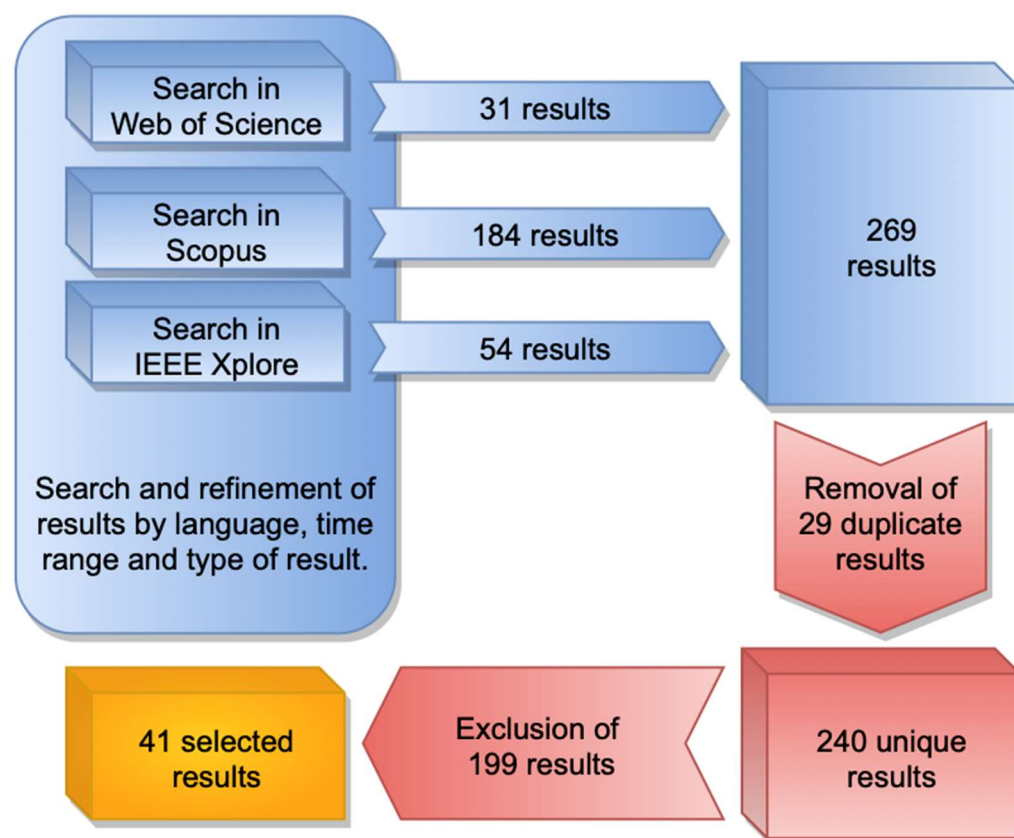 Search in
Web of Science
31 results
Search in
Scopus
184 results
269
results
Search in
IEEE Xplore
54 results
Search and refinement of
results by language, time
range and type of result.
Removal of
29 duplicate
results
41 selected
results
Exclusion of
199 results
240 unique
results